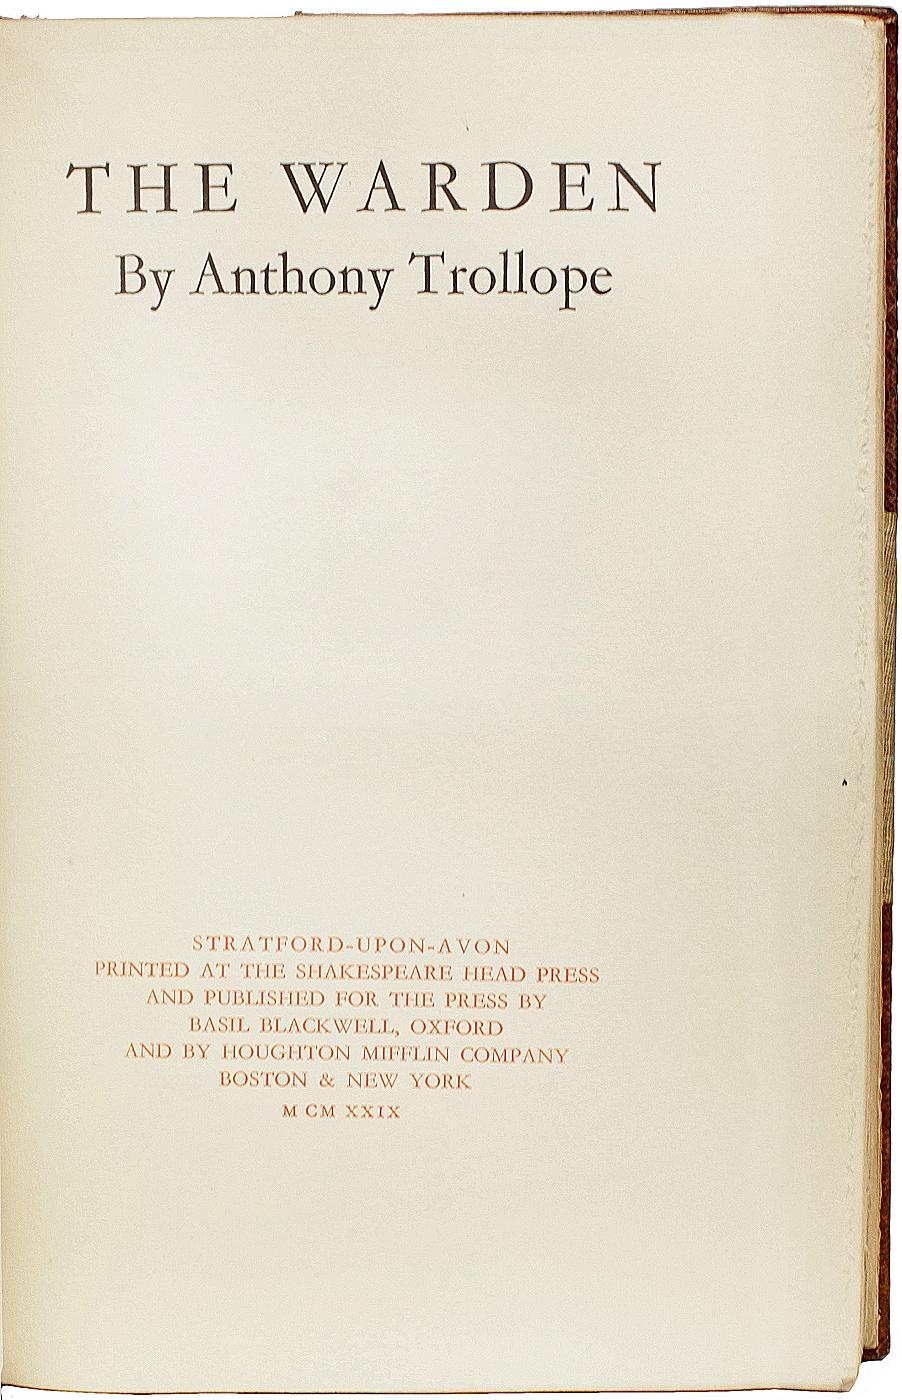 THE WARDEN
By Anthony Trollope
STRATFORD-UPON-AVON
PRINTED AT THE SHAKESPEARE HEAD PRESS
AND PUBLISHED FOR THE PRESS BY
BASIL BLACKWELL, OXFORD
AND BY HOUGHTON MIFFLIN COMPANY
BOSTON & NEW YORK
M CM XXIX